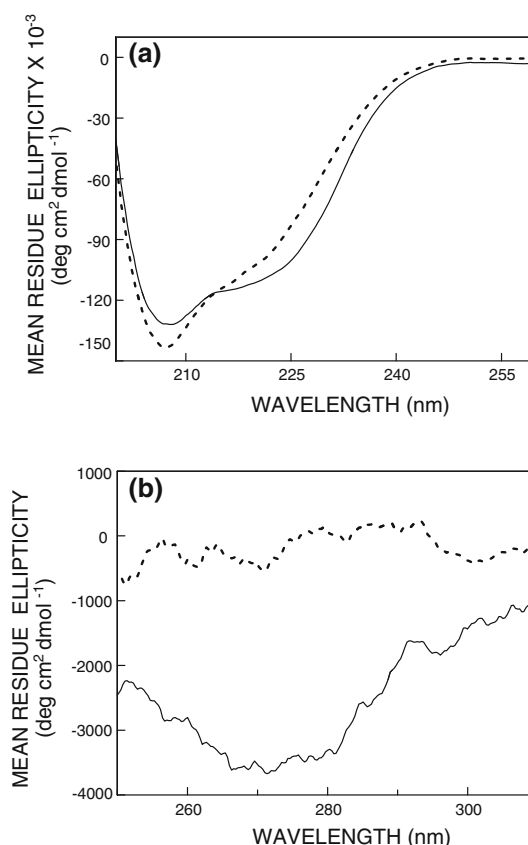 (a)
MEAN RESIDUE ELLIPTICITY X 10-3
(deg cm2 dmol -1)
0
-30
-60
-90
-120
-150
210
225
240
255
WAVELENGTH (nm)
(b)
MEAN RESIDUE ELLIPTICITY
(deg cm2 dmol -1)
1000
0
-1000
-2000
-3000
-4000
260
280
300
WAVELENGTH (nm)